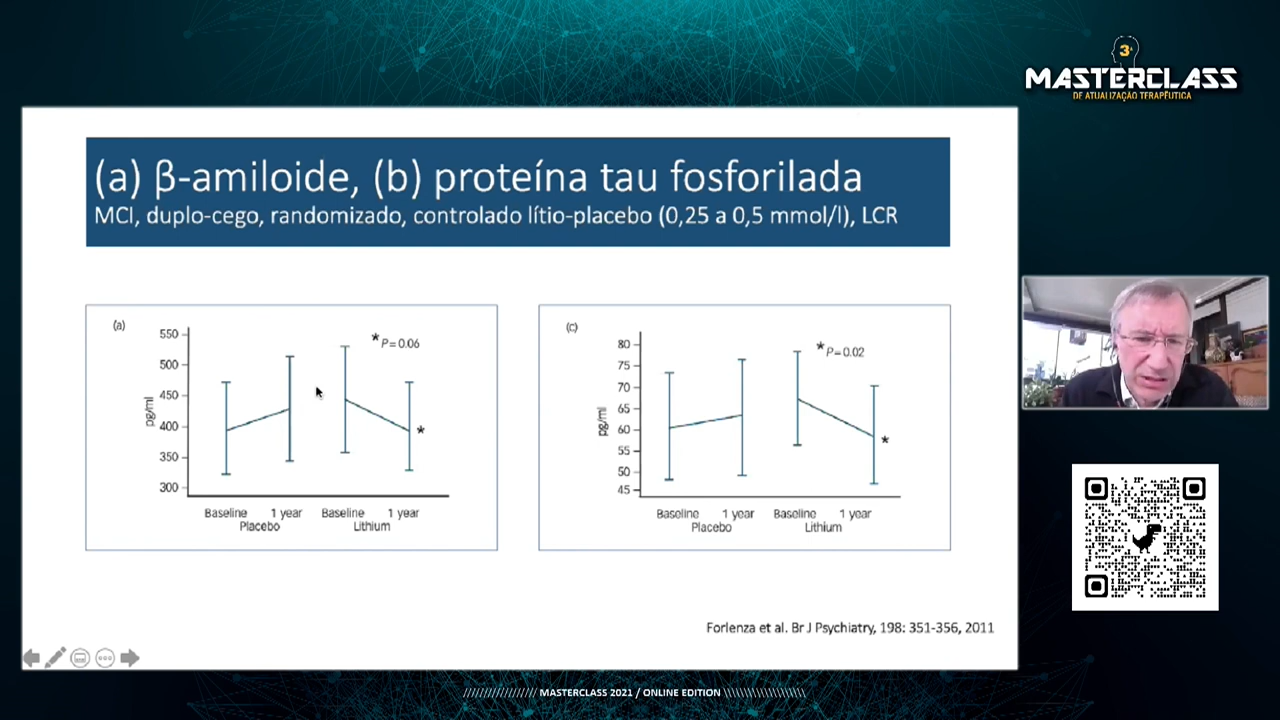 3ª
MASTERCLASS
DE ATUALIZAÇÃO TERAPÊUTICA
(a) β-amiloide, (b) proteína tau fosforilada
MCI, duplo-cego, randomizado, controlado lítio-placebo (0,25 a 0,5 mmol/l), LCR
(a)
550
500
450
400
350
300
pg/ml
*P=0.06
*
Baseline 1 year Baseline 1 year
Placebo Lithium
(c)
80
75
70
65
60
55
50
45
pg/ml
*P=0.02
*
Baseline 1 year Baseline 1 year
Placebo Lithium
Forlenza et al. Br J Psychiatry, 198: 351-356, 2011
/////////////////// MASTERCLASS 2021 / ONLINE EDITION \\\\\\\\\\\\\\\\\\\